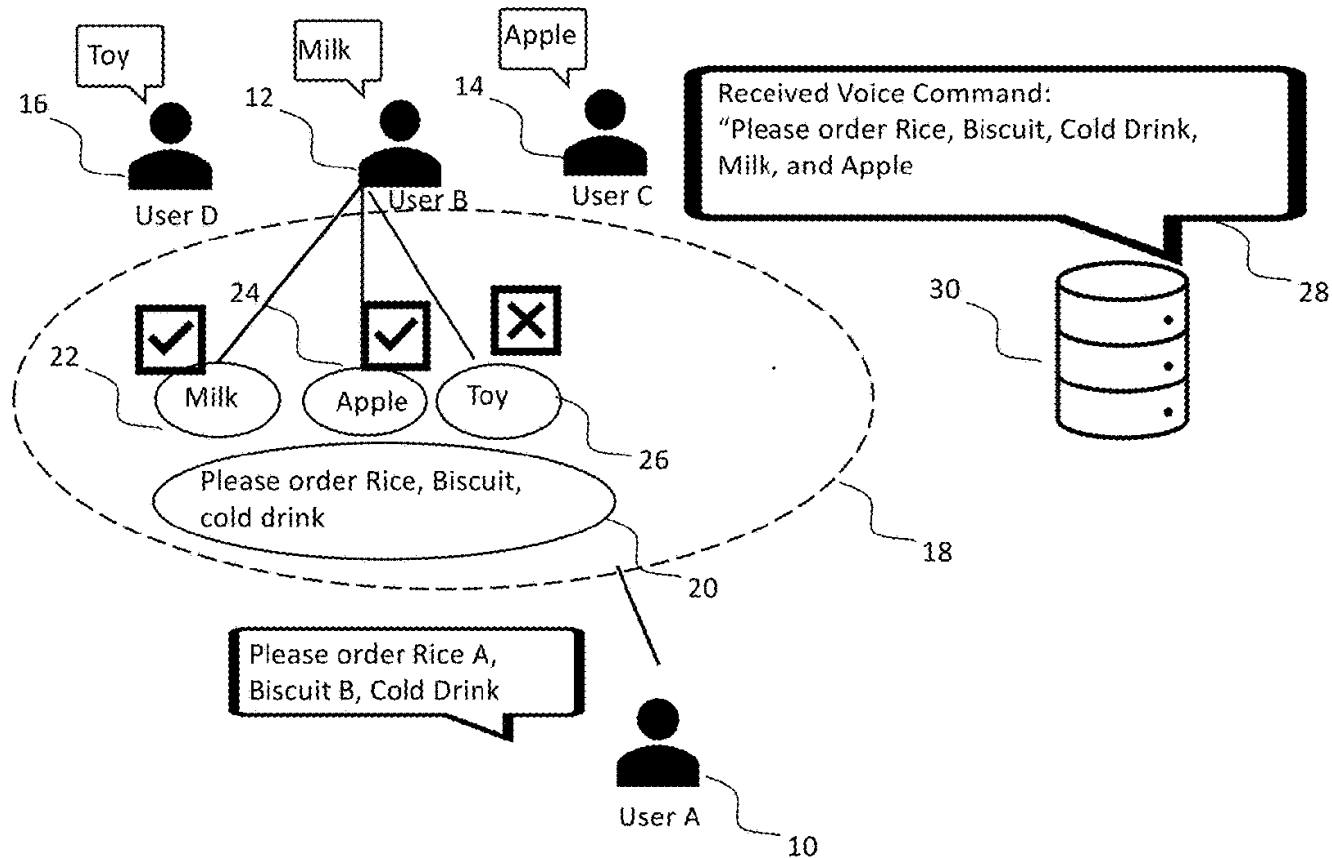 Toy
Milk
Apple
16
12
14
User D
User B
User C
Received Voice Command:
“Please order Rice, Biscuit, Cold Drink,
Milk, and Apple
28
30
24
22
Milk
Apple
Toy
26
Please order Rice, Biscuit,
cold drink
18
20
Please order Rice A,
Biscuit B, Cold Drink
User A
10